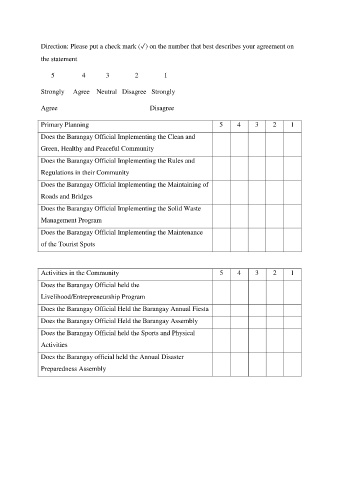 Direction: Please put a check mark (✓) on the number that best describes your agreement on
the statement
5 4 3 2 1
Strongly Agree Neutral Disagree Strongly
Agree Disagree
Primary Planning 5 4 3 2 1
Does the Barangay Official Implementing the Clean and
Green, Healthy and Peaceful Community
Does the Barangay Official Implementing the Rules and
Regulations in their Community
Does the Barangay Official Implementing the Maintaining of
Roads and Bridges
Does the Barangay Official Implementing the Solid Waste
Management Program
Does the Barangay Official Implementing the Maintenance
of the Tourist Spots
Activities in the Community 5 4 3 2 1
Does the Barangay Official held the
Livelihood/Entrepreneurship Program
Does the Barangay Official Held the Barangay Annual Fiesta
Does the Barangay Official Held the Barangay Assembly
Does the Barangay Official held the Sports and Physical
Activities
Does the Barangay official held the Annual Disaster
Preparedness Assembly